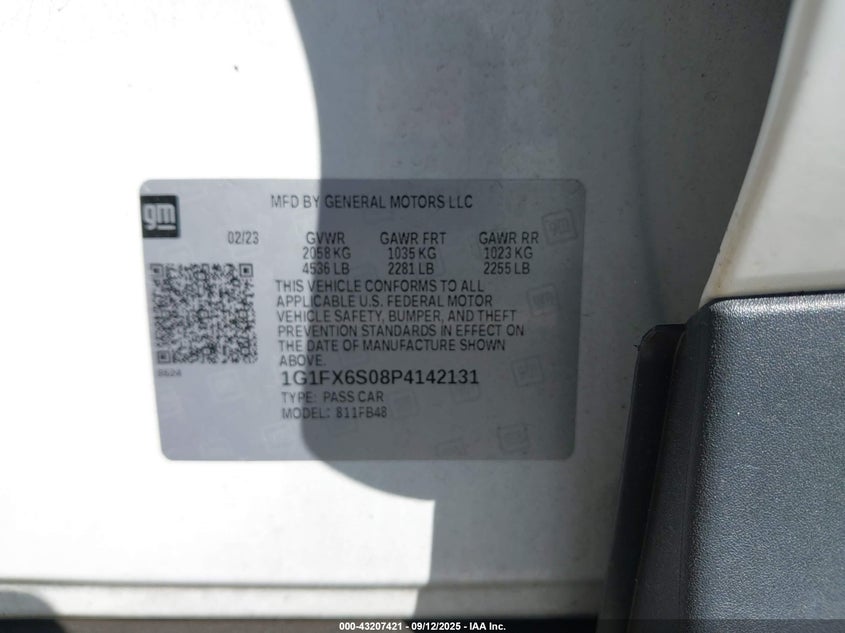 gm
MFD BY GENERAL MOTORS LLC
02/23 GVWR GAWR FRT GAWR RR
2058 KG 1035 KG 1023 KG
4536 LB 2281 LB 2255 LB
THIS VEHICLE CONFORMS TO ALL
APPLICABLE U.S. FEDERAL MOTOR
VEHICLE SAFETY, BUMPER, AND THEFT
PREVENTION STANDARDS IN EFFECT ON
THE DATE OF MANUFACTURE SHOWN
ABOVE.
1G1FX6S08P4142131
TYPE: PASS CAR
MODEL: 811FB48
000-43207421 - 09/12/2025 - IAA Inc.